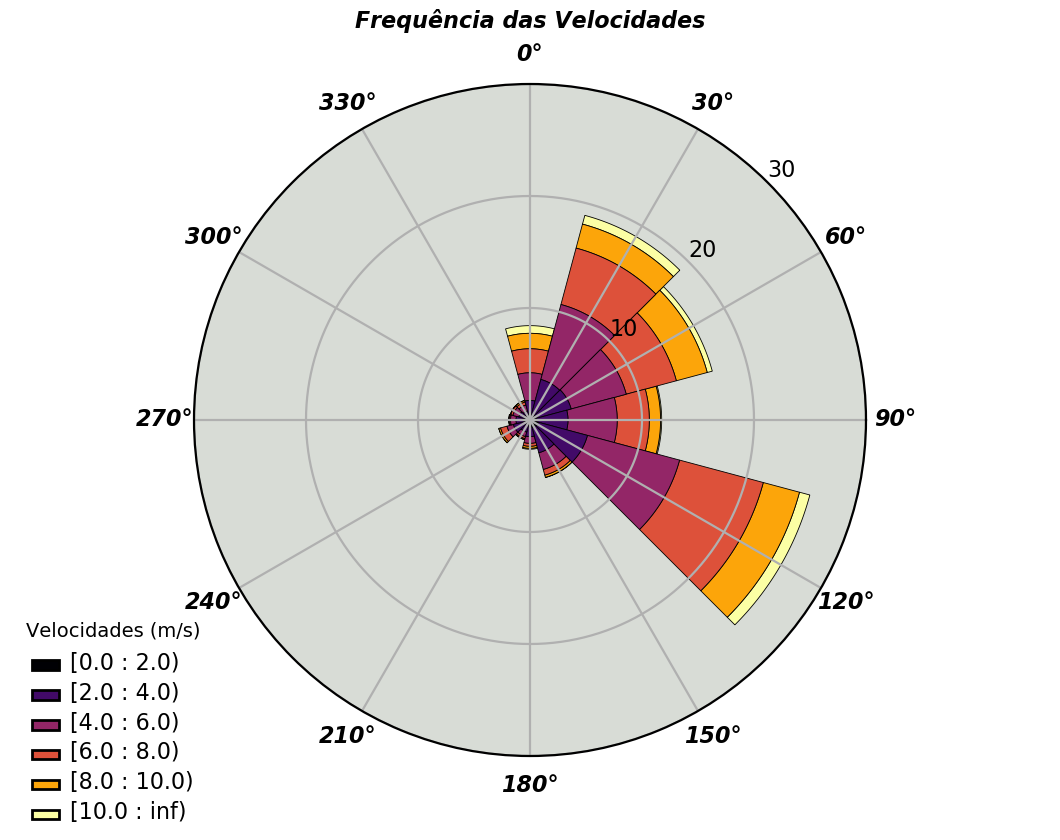 Frequência das Velocidades
0°
330°
30°
30
300°
60°
20
10
270°
90°
240°
120°
210°
150°
180°
Velocidades (m/s)
[0.0 : 2.0)
[2.0 : 4.0)
[4.0 : 6.0)
[6.0 : 8.0)
[8.0 : 10.0)
[10.0 : inf)